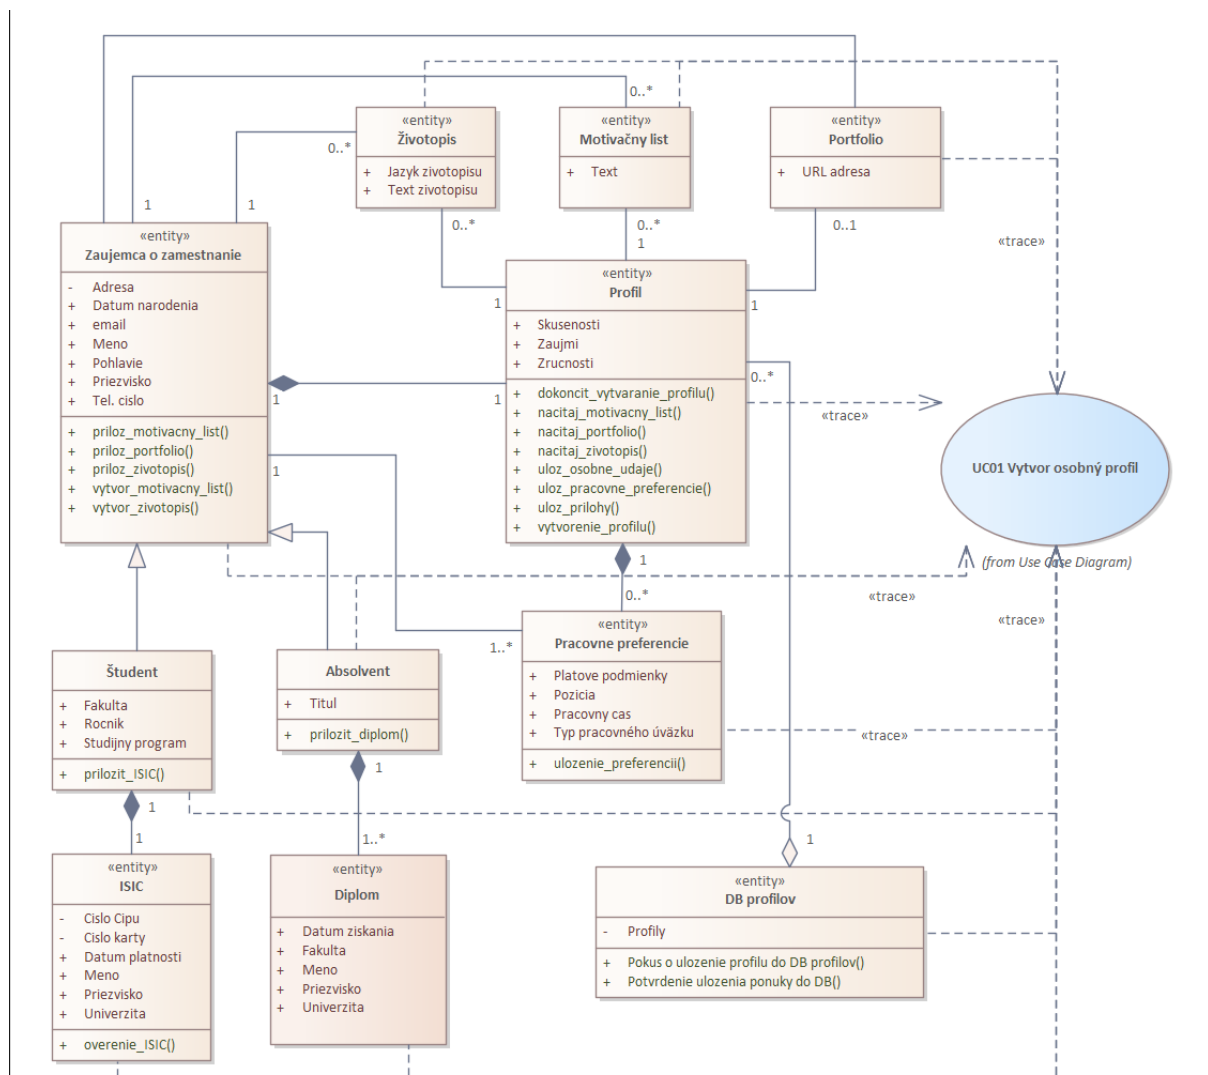 0..*
«entity»
Životopis
+ Jazyk zivotopisu
+ Text zivotopisu
0..*
0..*
«entity»
Motivačny list
+ Text
0..*
1
«entity»
Portfolio
+ URL adresa
0..1
«trace»
1
1
«entity»
Zaujemca o zamestnanie
- Adresa
+ Datum narodenia
+ email
+ Meno
+ Pohlavie
+ Priezvisko
+ Tel. cislo
+ priloz_motivacny_list()
+ priloz_portfolio()
+ priloz_zivotopis()
+ vytvor_motivacny_list()
+ vytvor_zivotopis()
1
1
1
1
1
0..*
«entity»
Profil
+ Skusenosti
+ Zaujmi
+ Zrucnosti
+ dokoncit_vytvaranie_profilu()
+ nacitaj_motivacny_list()
+ nacitaj_portfolio()
+ nacitaj_zivotopis()
+ uloz_osobne_udaje()
+ uloz_pracovne_preferencie()
+ uloz_prilohy()
+ vytvorenie_profilu()
«trace»
UC01 Vytvor osobný profil
(from Use Case Diagram)
«trace»
«trace»
1
0..*
1..*
«entity»
Pracovne preferencie
+ Platove podmienky
+ Pozicia
+ Pracovny cas
+ Typ pracovného úväzku
+ ulozenie_preferencii()
«trace»
Študent
+ Fakulta
+ Rocnik
+ Studijny program
+ prilozit_ISIC()
1
1
Absolvent
+ Titul
+ prilozit_diplom()
1
1..*
«entity»
ISIC
- Cislo Cipu
- Cislo karty
+ Datum platnosti
+ Meno
+ Priezvisko
+ Univerzita
+ overenie_ISIC()
«entity»
Diplom
+ Datum ziskania
+ Fakulta
+ Meno
+ Priezvisko
+ Univerzita
1
«entity»
DB profilov
- Profily
+ Pokus o ulozenie profilu do DB profilov()
+ Potvrdenie ulozenia ponuky do DB()